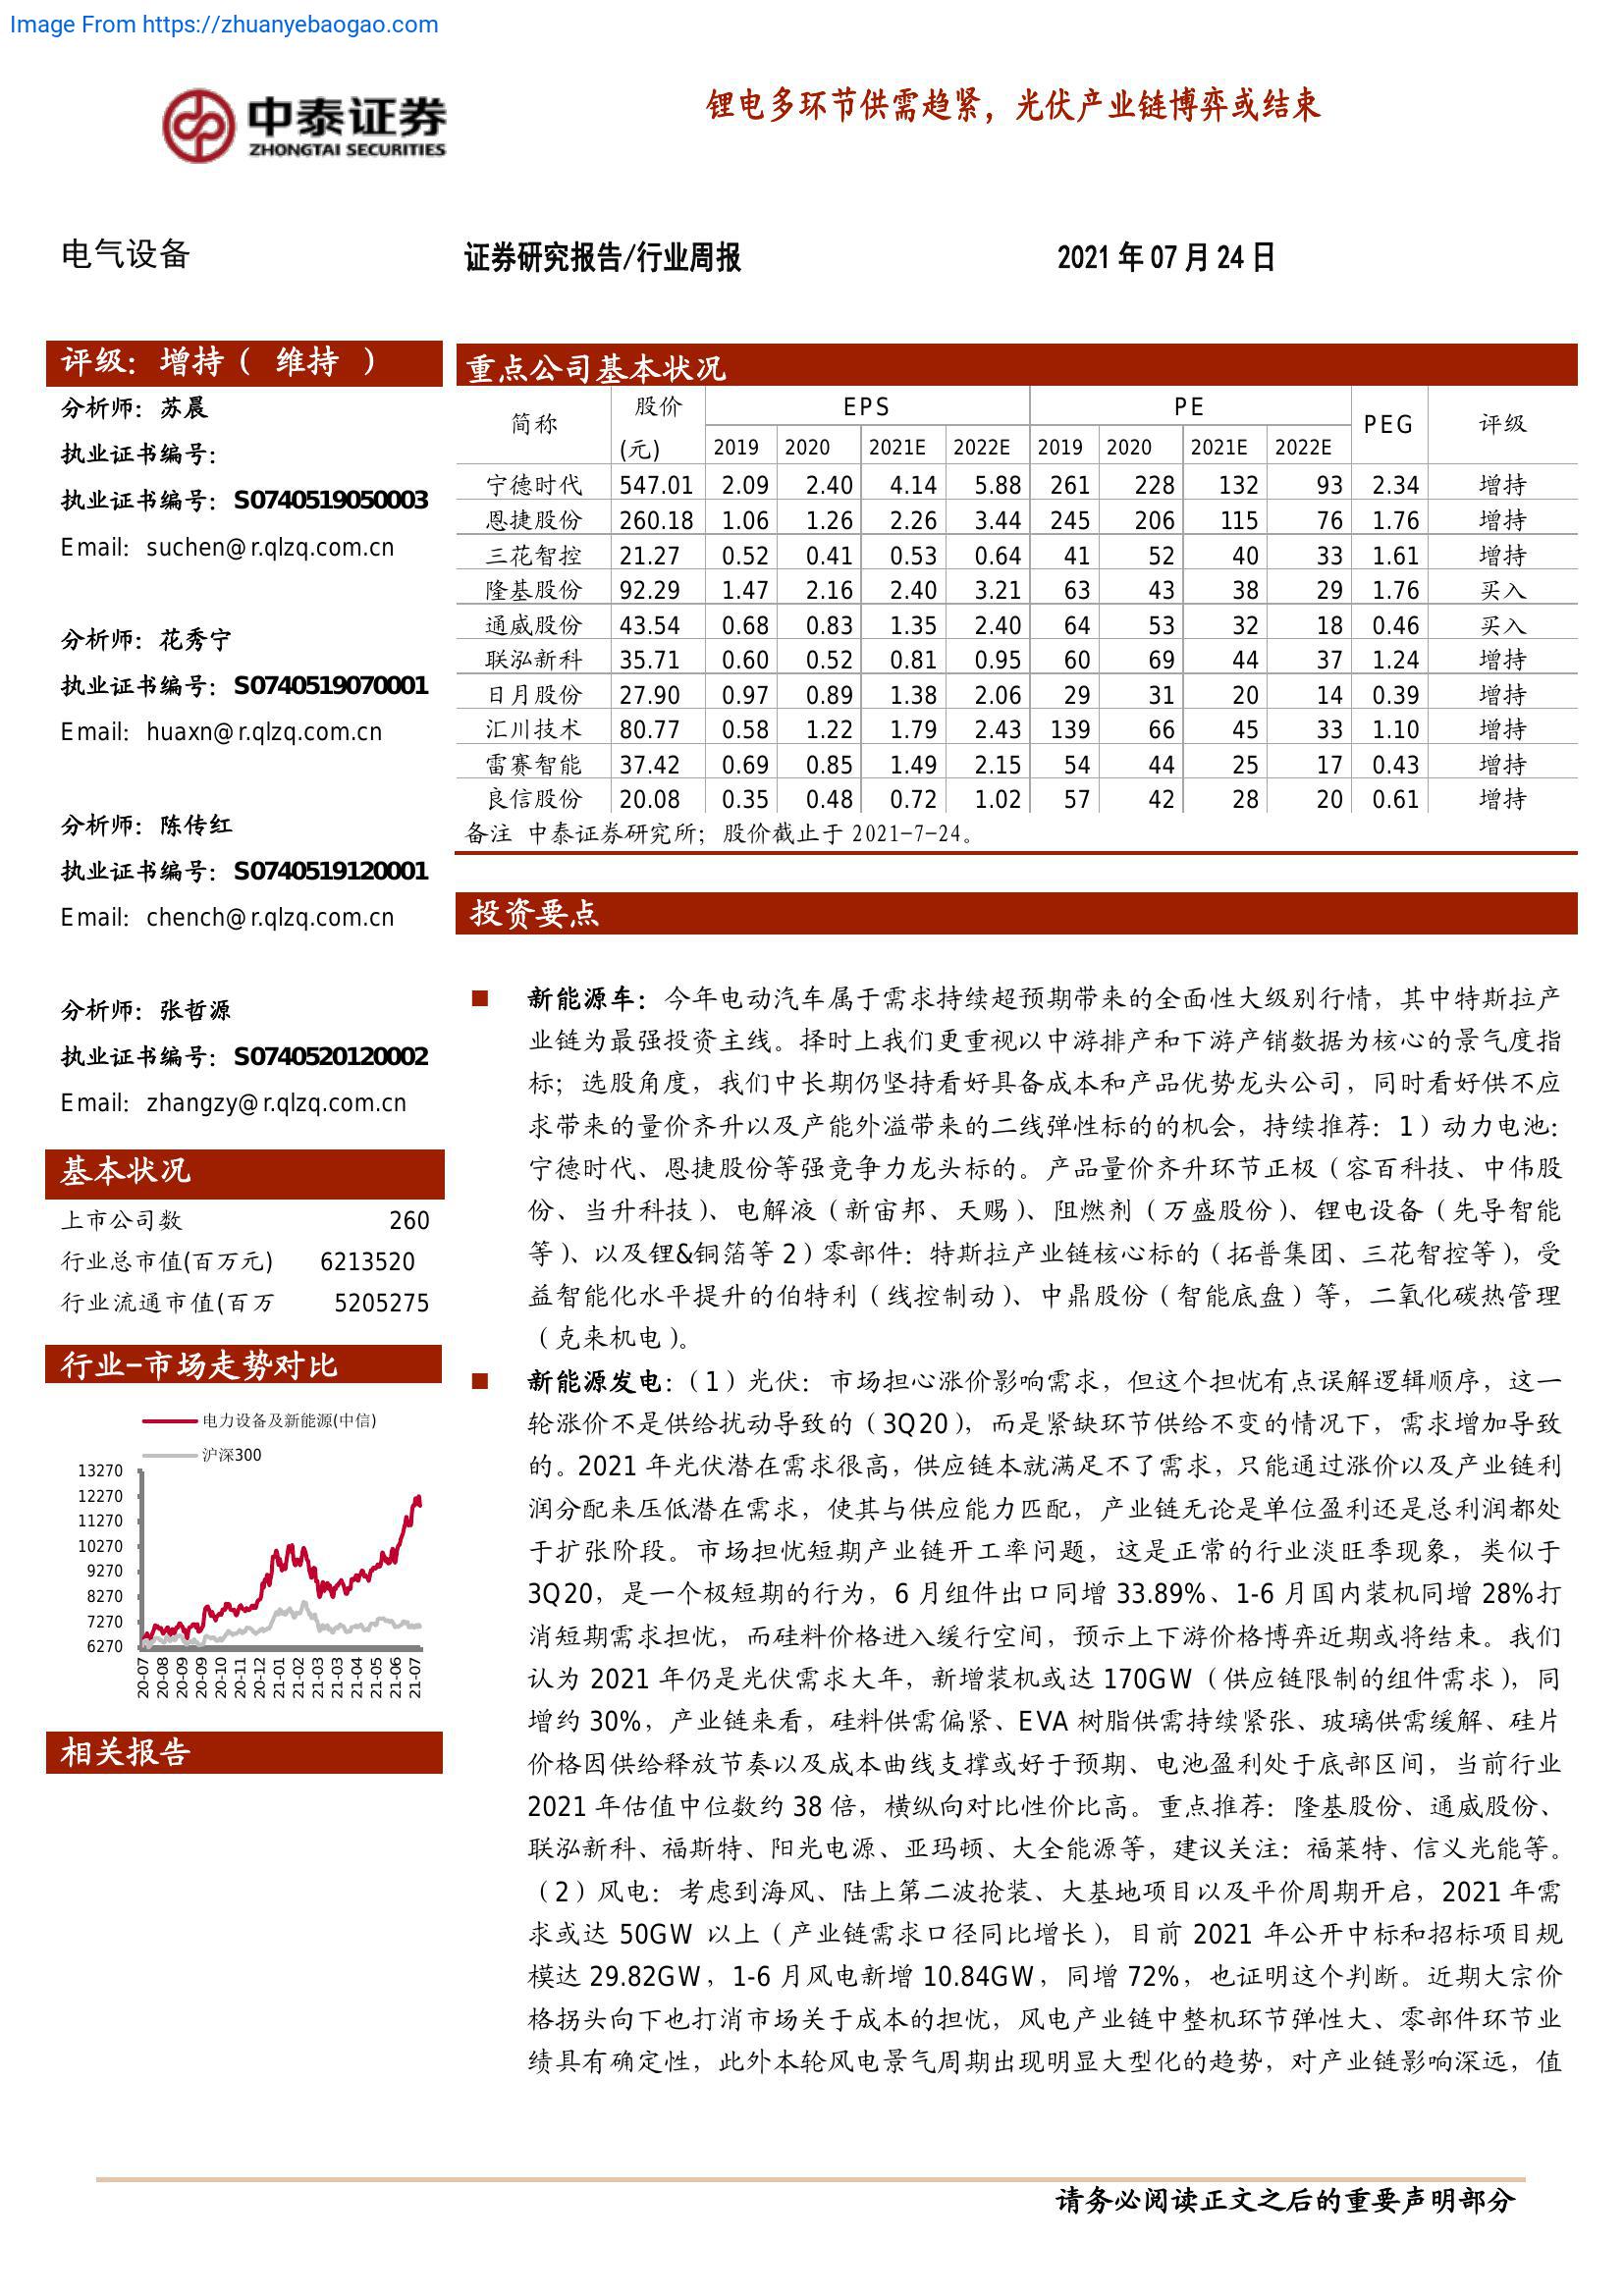 Image From https://zhuanyebaogao.com
中泰证券
ZHONGTAI SECURITIES
锂电多环节供需趋紧，光伏产业链博弈或结束
电气设备
证券研究报告/行业周报
2021 年 07 月 24 日
评级：增持（ 维持 ）
分析师：苏晨
执业证书编号：
执业证书编号：S0740519050003
Email：suchen@r.qlzq.com.cn
分析师：花秀宁
执业证书编号：S0740519070001
Email：huaxn@r.qlzq.com.cn
分析师：陈传红
执业证书编号：S0740519120001
Email：chench@r.qlzq.com.cn
分析师：张哲源
执业证书编号：S0740520120002
Email：zhangzy@r.qlzq.com.cn
基本状况
上市公司数 260
行业总市值(百万元) 6213520
行业流通市值(百万 5205275
行业-市场走势对比
电力设备及新能源(中信)
沪深300
13270
12270
11270
10270
9270
8270
7270
6270
20-07 20-08 20-09 20-09 20-10 20-11 20-12 21-01 21-02 21-03 21-03 21-04 21-05 21-06 21-07
相关报告
重点公司基本状况
简称 股价(元) EPS PE PEG 评级
2019 2020 2021E 2022E 2019 2020 2021E 2022E
宁德时代 547.01 2.09 2.40 4.14 5.88 261 228 132 93 2.34 增持
恩捷股份 260.18 1.06 1.26 2.26 3.44 245 206 115 76 1.76 增持
三花智控 21.27 0.52 0.41 0.53 0.64 41 52 40 33 1.61 增持
隆基股份 92.29 1.47 2.16 2.40 3.21 63 43 38 29 1.76 买入
通威股份 43.54 0.68 0.83 1.35 2.40 64 53 32 18 0.46 买入
联泓新科 35.71 0.60 0.52 0.81 0.95 60 69 44 37 1.24 增持
日月股份 27.90 0.97 0.89 1.38 2.06 29 31 20 14 0.39 增持
汇川技术 80.77 0.58 1.22 1.79 2.43 139 66 45 33 1.10 增持
雷赛智能 37.42 0.69 0.85 1.49 2.15 54 44 25 17 0.43 增持
良信股份 20.08 0.35 0.48 0.72 1.02 57 42 28 20 0.61 增持
备注 中泰证券研究所；股价截止于 2021-7-24。
投资要点
■ 新能源车：今年电动汽车属于需求持续超预期带来的全面性大级别行情，其中特斯拉产
业链为最强投资主线。择时上我们更重视以中游排产和下游产销数据为核心的景气度指
标；选股角度，我们中长期仍坚持看好具备成本和产品优势龙头公司，同时看好供不应
求带来的量价齐升以及产能外溢带来的二线弹性标的的机会，持续推荐：1）动力电池：
宁德时代、恩捷股份等强竞争力龙头标的。产品量价齐升环节正极（容百科技、中伟股
份、当升科技）、电解液（新宙邦、天赐）、阻燃剂（万盛股份）、锂电设备（先导智能
等）、以及锂&铜箔等 2）零部件：特斯拉产业链核心标的（拓普集团、三花智控等），受
益智能化水平提升的伯特利（线控制动）、中鼎股份（智能底盘）等，二氧化碳热管理
（克来机电）。
■ 新能源发电：（1）光伏：市场担心涨价影响需求，但这个担忧有点误解逻辑顺序，这一
轮涨价不是供给扰动导致的（3Q20），而是紧缺环节供给不变的情况下，需求增加导致
的。2021 年光伏潜在需求很高，供应链本就满足不了需求，只能通过涨价以及产业链利
润分配来压低潜在需求，使其与供应能力匹配，产业链无论是单位盈利还是总利润都处
于扩张阶段。市场担忧短期产业链开工率问题，这是正常的行业淡旺季现象，类似于
3Q20，是一个极短期的行为，6 月组件出口同增 33.89%、1-6 月国内装机同增 28%打
消短期需求担忧，而硅料价格进入缓行空间，预示上下游价格博弈近期或将结束。我们
认为 2021 年仍是光伏需求大年，新增装机或达 170GW（供应链限制的组件需求），同
增约 30%，产业链来看，硅料供需偏紧、EVA 树脂供需持续紧张、玻璃供需缓解、硅片
价格因供给释放节奏以及成本曲线支撑或好于预期、电池盈利处于底部区间，当前行业
2021 年估值中位数约 38 倍，横纵向对比性价比高。重点推荐：隆基股份、通威股份、
联泓新科、福斯特、阳光电源、亚玛顿、大全能源等，建议关注：福莱特、信义光能等。
（2）风电：考虑到海风、陆上第二波抢装、大基地项目以及平价周期开启，2021 年需
求或达 50GW 以上（产业链需求口径同比增长），目前 2021 年公开中标和招标项目规
模达 29.82GW，1-6 月风电新增 10.84GW，同增 72%，也证明这个判断。近期大宗价
格拐头向下也打消市场关于成本的担忧，风电产业链中整机环节弹性大、零部件环节业
绩具有确定性，此外本轮风电景气周期出现明显大型化的趋势，对产业链影响深远，值
请务必阅读正文之后的重要声明部分